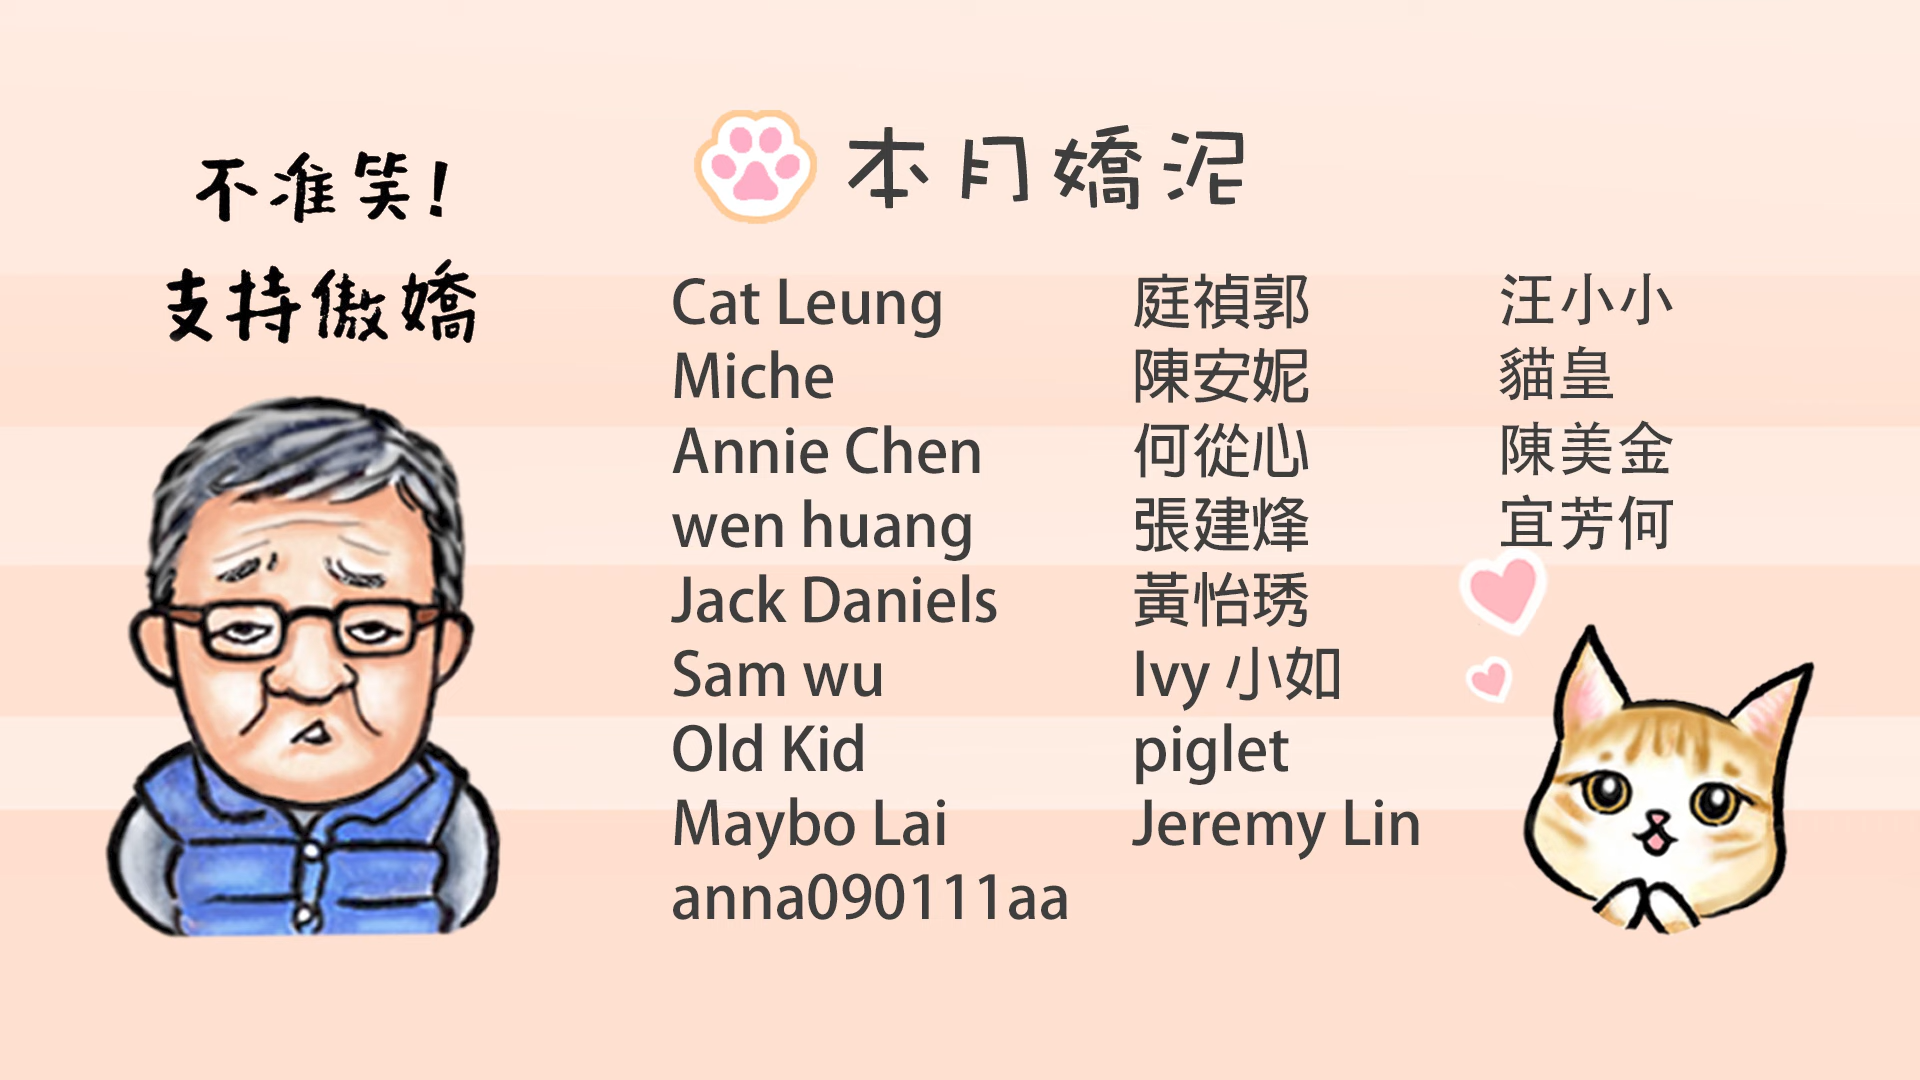 不准笑!
支持傲嬌
本月嬌泥
Cat Leung
Miche
Annie Chen
wen huang
Jack Daniels
Sam wu
Old Kid
Maybo Lai
anna090111aa
庭禎郭
陳安妮
何從心
張建烽
黃怡琇
Ivy 小如
piglet
Jeremy Lin
汪小小
貓皇
陳美金
宜芳何